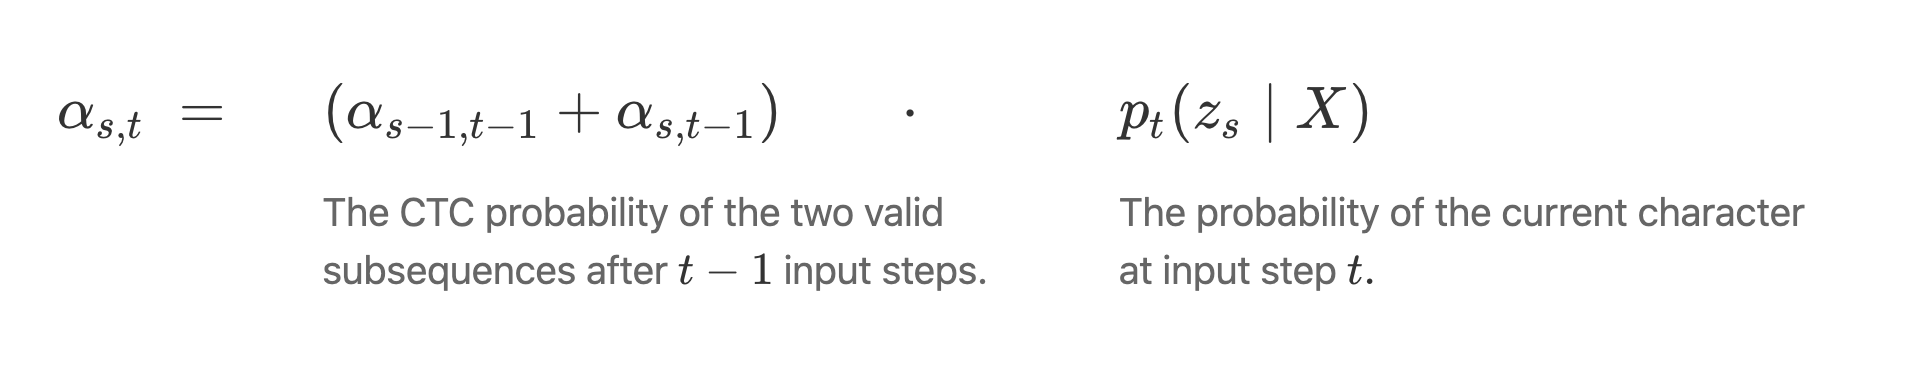 α_{s,t} = (α_{s−1,t−1} + α_{s,t−1}) · p_t(z_s | X)
The CTC probability of the two valid
subsequences after t − 1 input steps.
The probability of the current character
at input step t.